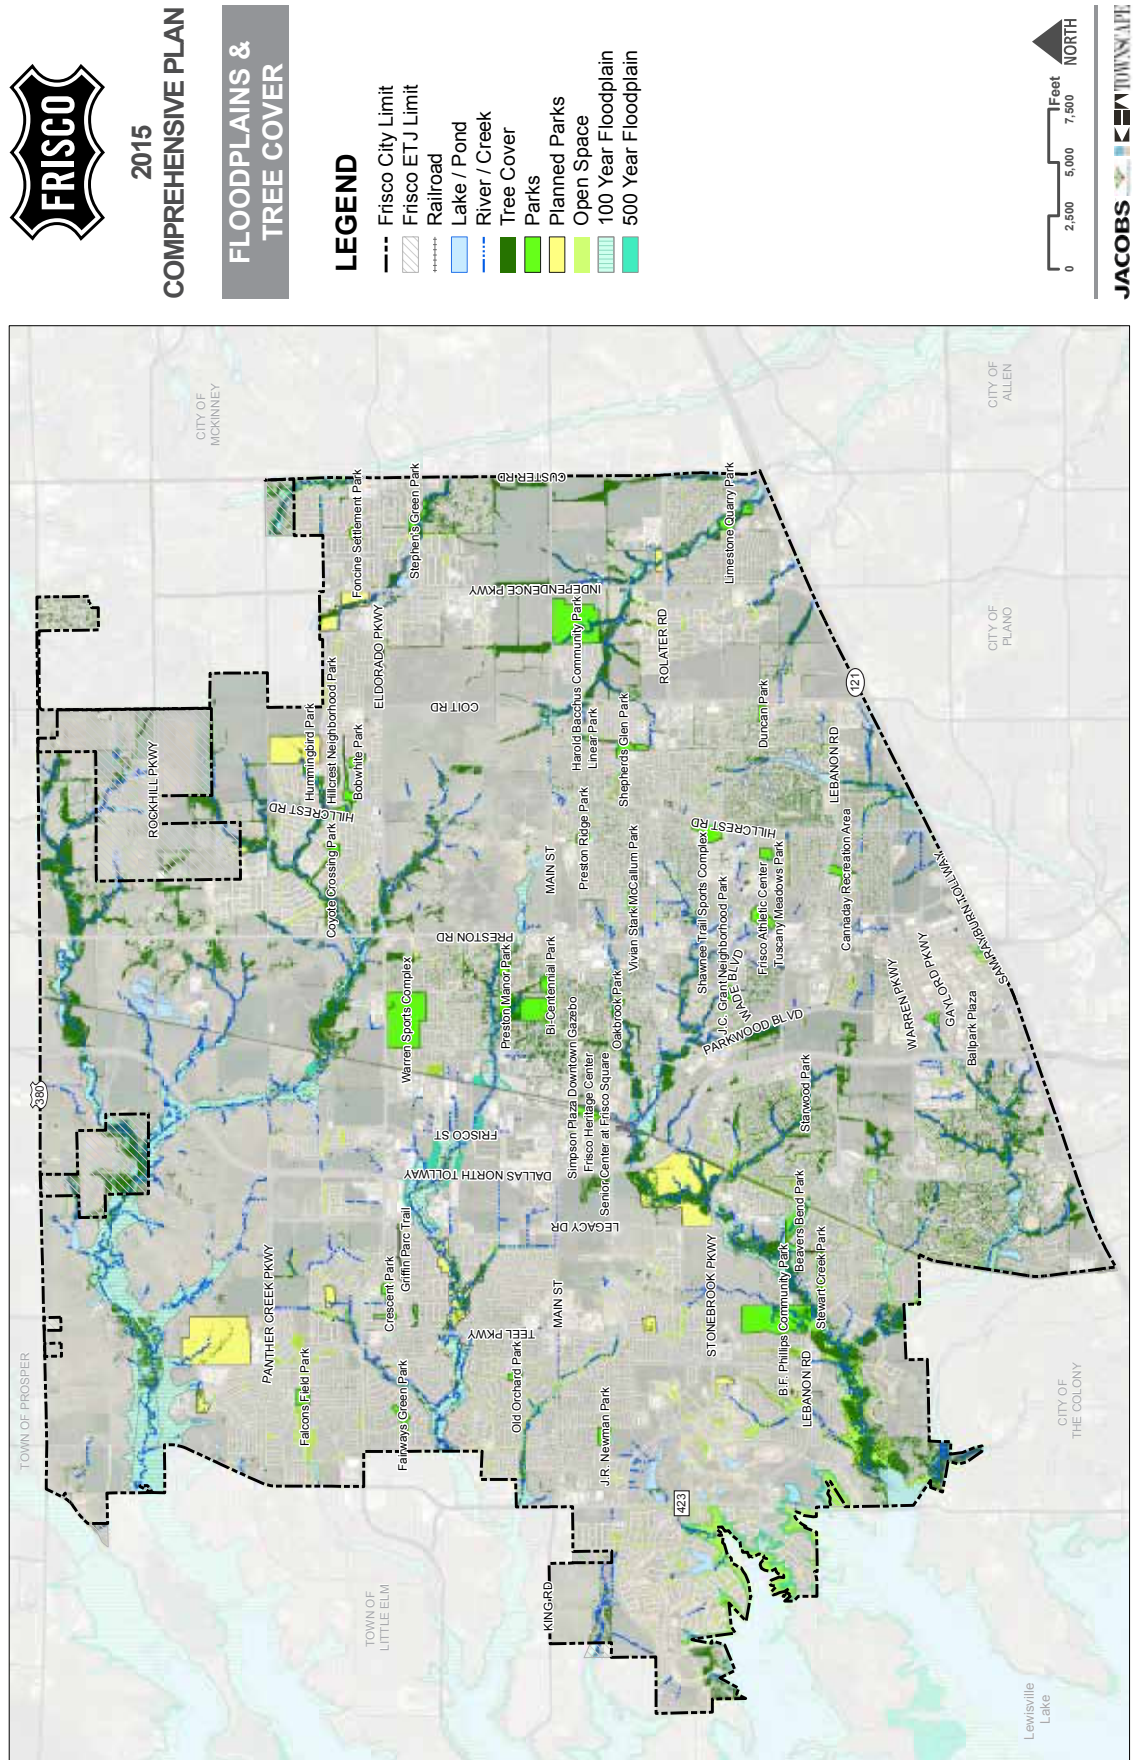 FRISCO
2015
COMPREHENSIVE PLAN
FLOODPLAINS &
TREE COVER
LEGEND
Frisco City Limit
Frisco ETJ Limit
Railroad
Lake / Pond
River / Creek
Tree Cover
Parks
Planned Parks
Open Space
100 Year Floodplain
500 Year Floodplain
0
2,500
5,000
7,500
Feet
NORTH
JACOBS
TOWNSCAPE
TOWN OF PROSPER
CITY OF
MCKINNEY
380
ROCKHILL PKWY
PANTHER CREEK PKWY
Falcons Field Park
Coyote Crossing Park
HILLCREST RD
Hummingbird Park
Hillcrest Neighborhood Park
Bobwhite Park
Foncine Settlement Park
ELDORADO PKWY
Stephen's Green Park
TOWN OF
LITTLE ELM
Fairways Green Park
Crescent Park
Griffin Parc Trail
DALLAS NORTH TOLLWAY
Warren Sports Complex
PRESTON RD
COIT RD
INDEPENDENCE PKWY
CUSTER RD
FRISCO ST
Preston Manor Park
Old Orchard Park
TEEL PKWY
KING RD
MAIN ST
LEGACY DR
Bi-Centennial Park
MAIN ST
Simpson Plaza Downtown Gazebo
Frisco Heritage Center
Senior Center at Frisco Square
Oakbrook Park
Preston Ridge Park
Harold Bacchus Community Park
Linear Park
Shepherds Glen Park
J.R. Newman Park
Vivian Stark McCallum Park
ROLATER RD
423
STONEBROOK PKWY
PARKWOOD BLVD
WADE BLVD
Shawnee Trail Sports Complex
J.C. Grant Neighborhood Park
HILLCREST RD
Limestone Quarry Park
Frisco Athletic Center
Tuscany Meadows Park
Duncan Park
B.F. Phillips Community Park
LEBANON RD
Beavers Bend Park
Stewart Creek Park
Starwood Park
Cannaday Recreation Area
LEBANON RD
121
WARREN PKWY
GAYLORD PKWY
Ballpark Plaza
SAM RAYBURN TOLLWAY
CITY OF
ALLEN
CITY OF
PLANO
CITY OF
THE COLONY
Lewisville
Lake